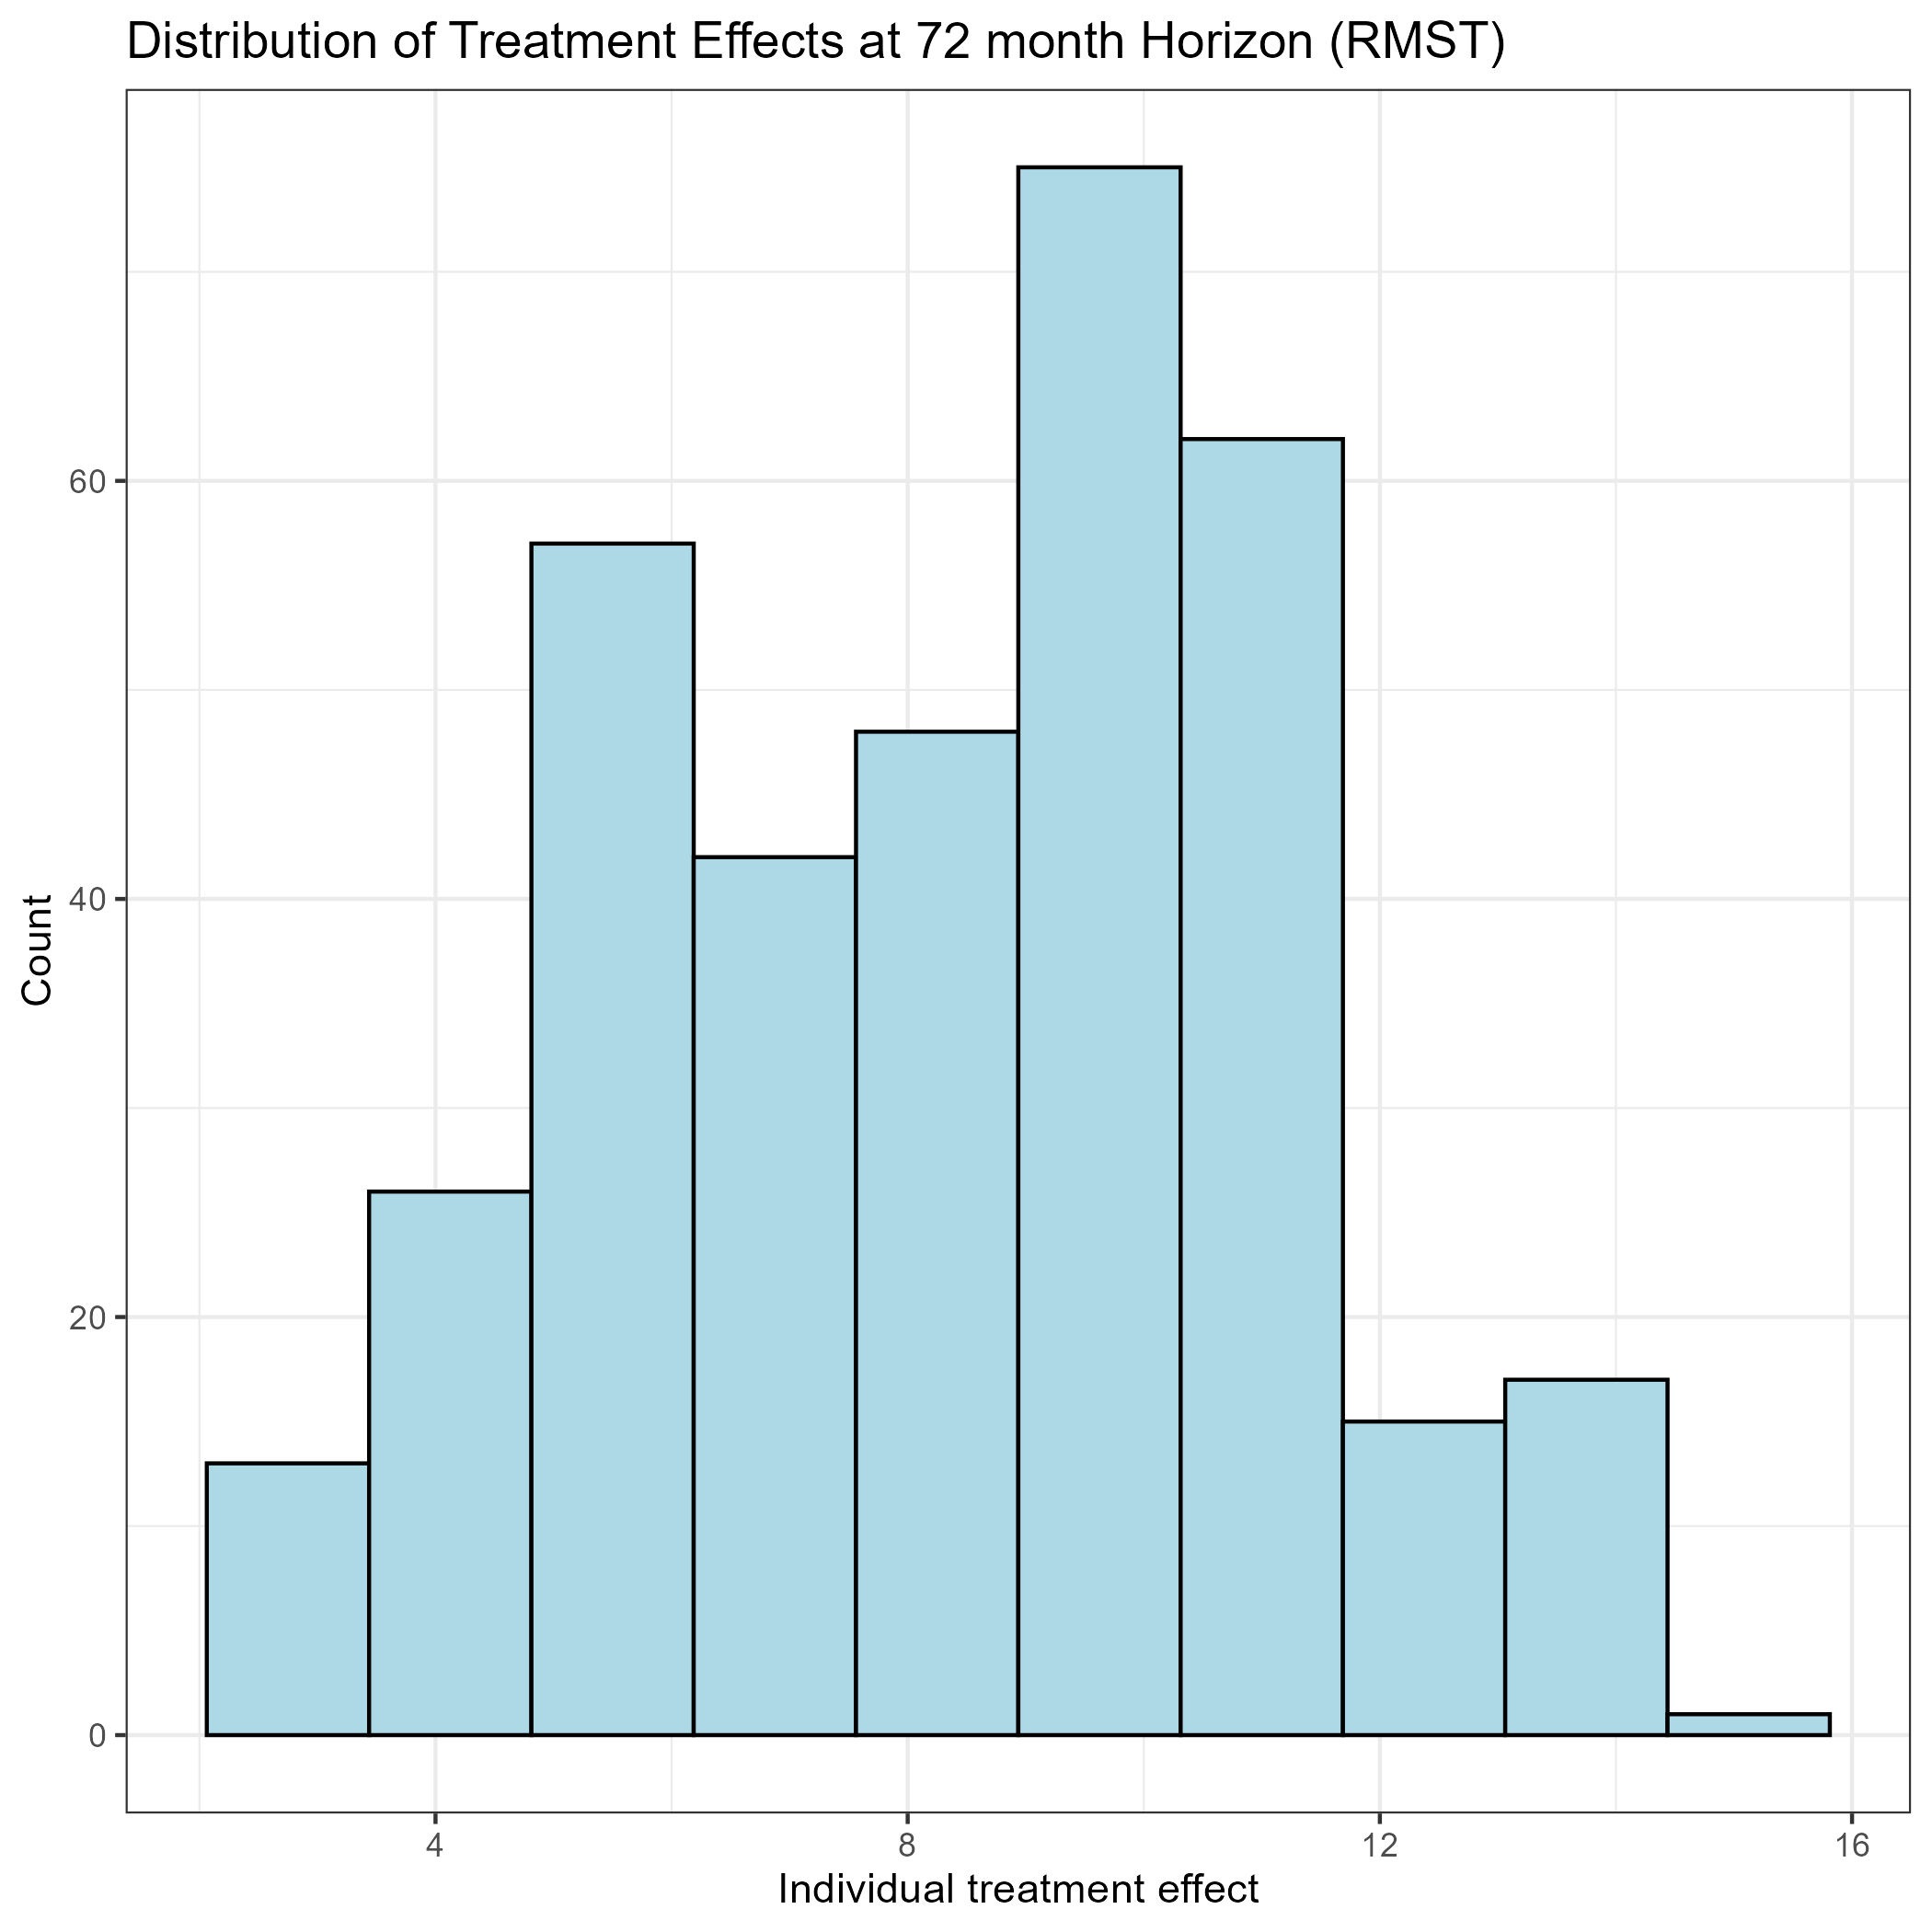 Distribution of Treatment Effects at 72 month Horizon (RMST)
Count
60
40
20
0
4 8 12 16
Individual treatment effect